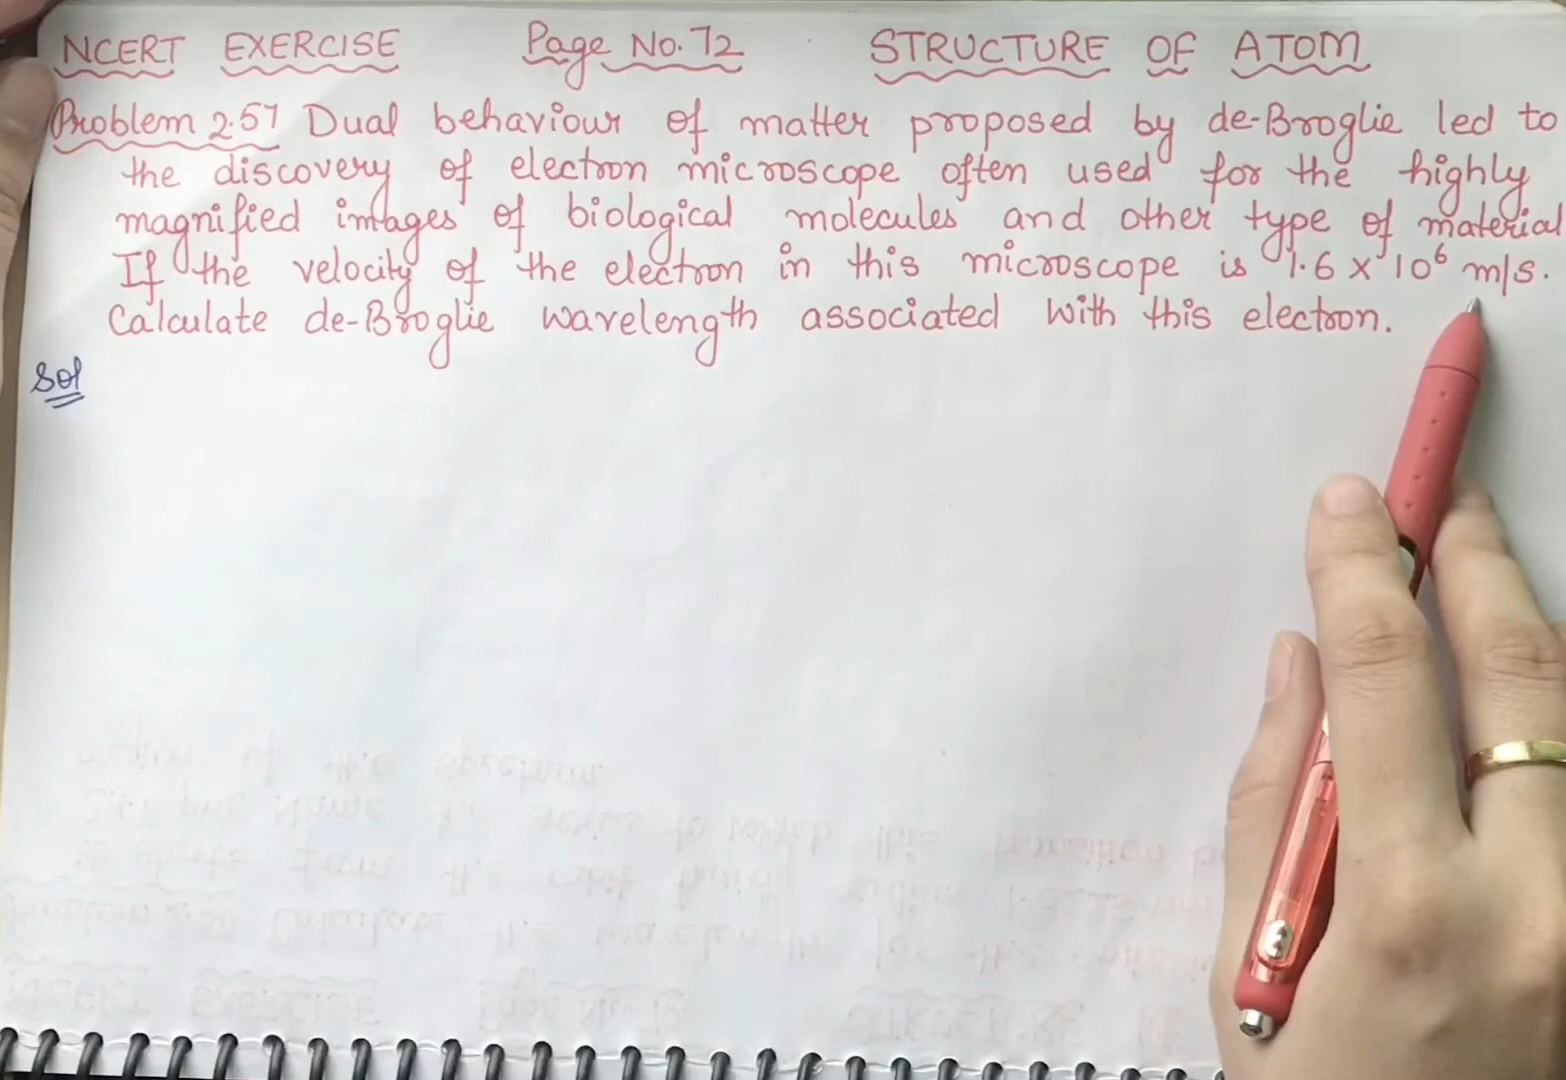 NCERT EXERCISE Page No. 72 STRUCTURE OF ATOM
Problem 2.57 Dual behaviour of matter proposed by de-Broglie led to
the discovery of electron microscope often used for the highly
magnified images of biological molecules and other type of material
If the velocity of the electron in this microscope is 1.6 × 10⁶ m/s.
Calculate de-Broglie wavelength associated with this electron.
Sol